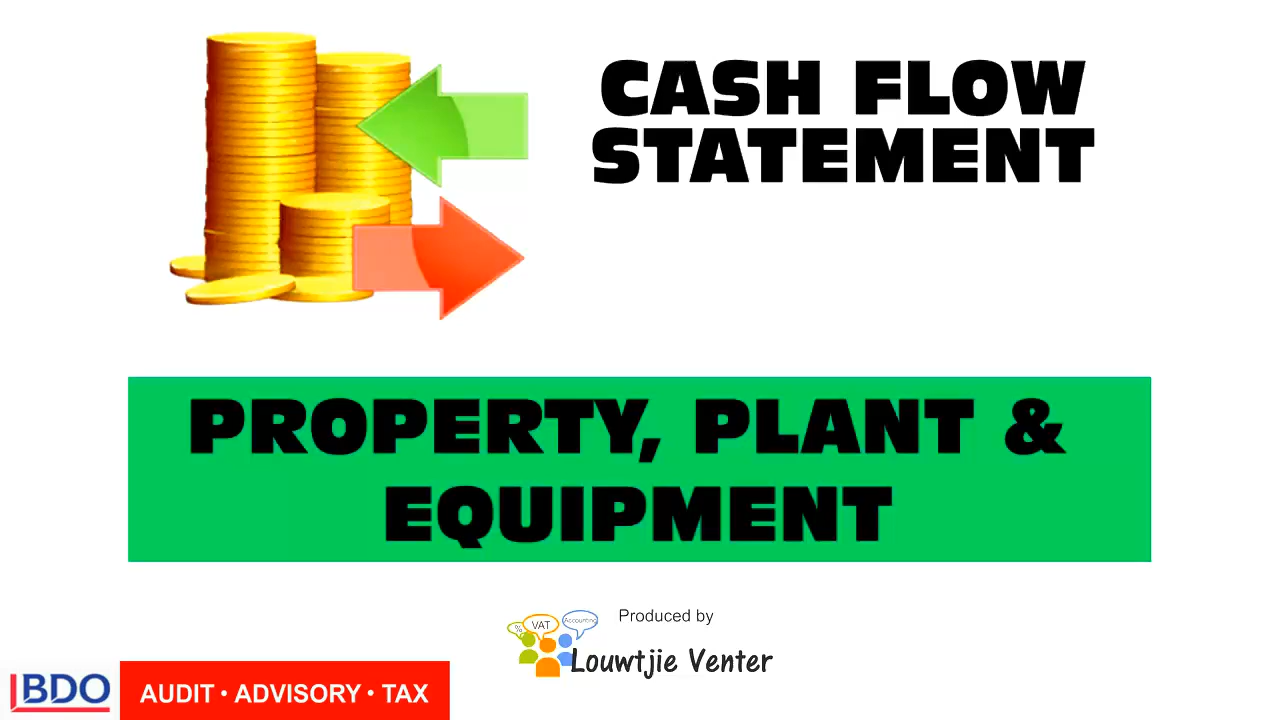 CASH FLOW
STATEMENT
PROPERTY, PLANT &
EQUIPMENT
Produced by
% VAT Accounting
Louwtjie Venter
BDO AUDIT • ADVISORY • TAX